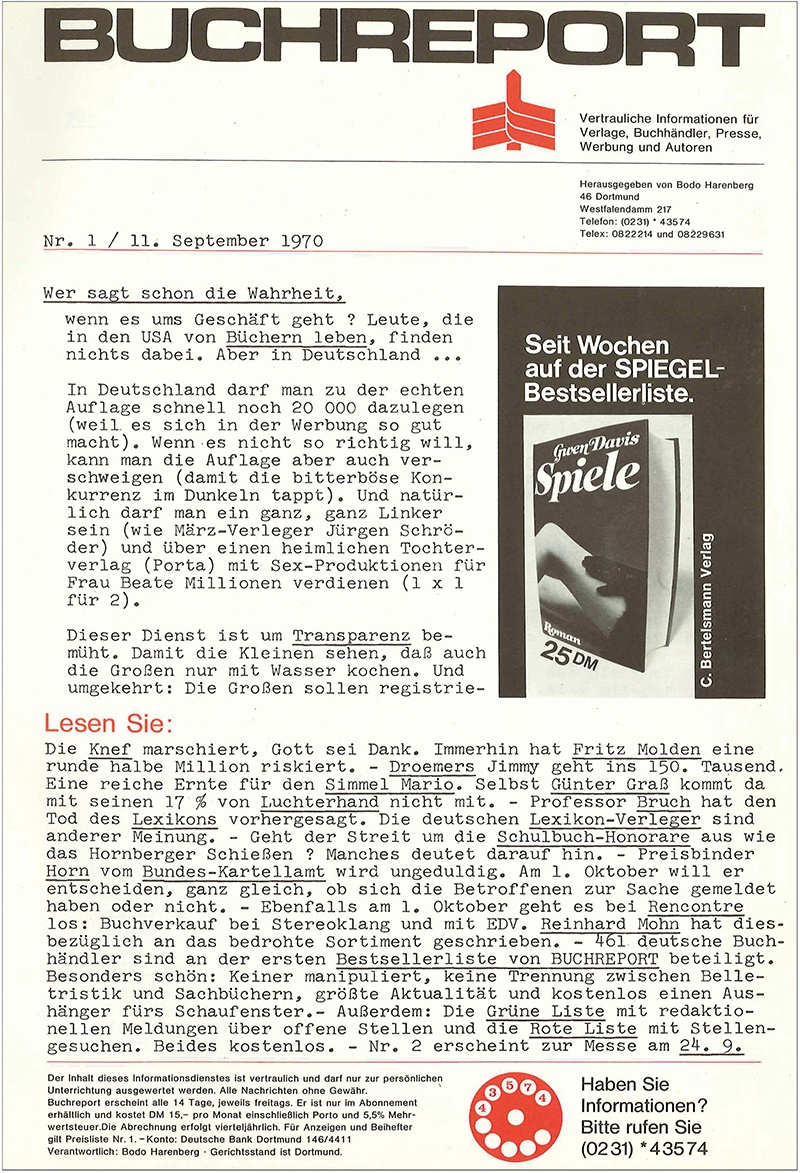 BUCHREPORT
Vertrauliche Informationen für
Verlage, Buchhändler, Presse,
Werbung und Autoren
Herausgegeben von Bodo Harenberg
46 Dortmund
Westfalendamm 217
Telefon: (0231) * 43574
Telex: 0822214 und 08229631
Nr. 1 / 11. September 1970
Wer sagt schon die Wahrheit,
wenn es ums Geschäft geht ? Leute, die
in den USA von Büchern leben, finden
nichts dabei. Aber in Deutschland ...
In Deutschland darf man zu der echten
Auflage schnell noch 20 000 dazulegen
(weil es sich in der Werbung so gut
macht). Wenn es nicht so richtig will,
kann man die Auflage aber auch ver-
schweigen (damit die bitterböse Kon-
kurrenz im Dunkeln tappt). Und natür-
lich darf man ein ganz, ganz Linker
sein (wie März-Verleger Jürgen Schrö-
der) und über einen heimlichen Tochter-
verlag (Porta) mit Sex-Produktionen für
Frau Beate Millionen verdienen (1 x 1
für 2).
Dieser Dienst ist um Transparenz be-
müht. Damit die Kleinen sehen, daß auch
die Großen nur mit Wasser kochen. Und
umgekehrt: Die Großen sollen registrie-
Seit Wochen
auf der SPIEGEL-
Bestsellerliste.
Gwen Davis
Spiele
Roman
25 DM
C. Bertelsmann Verlag
Lesen Sie:
Die Knef marschiert, Gott sei Dank. Immerhin hat Fritz Molden eine
runde halbe Million riskiert. - Droemers Jimmy geht ins 150. Tausend.
Eine reiche Ernte für den Simmel Mario. Selbst Günter Graß kommt da
mit seinen 17 % von Luchterhand nicht mit. - Professor Bruch hat den
Tod des Lexikons vorhergesagt. Die deutschen Lexikon-Verleger sind
anderer Meinung. - Geht der Streit um die Schulbuch-Honorare aus wie
das Hornberger Schießen ? Manches deutet darauf hin. - Preisbinder
Horn vom Bundes-Kartellamt wird ungeduldig. Am 1. Oktober will er
entscheiden, ganz gleich, ob sich die Betroffenen zur Sache gemeldet
haben oder nicht. - Ebenfalls am 1. Oktober geht es bei Rencontre
los: Buchverkauf bei Stereoklang und mit EDV. Reinhard Mohn hat dies-
bezüglich an das bedrohte Sortiment geschrieben. - 461 deutsche Buch-
händler sind an der ersten Bestsellerliste von BUCHREPORT beteiligt.
Besonders schön: Keiner manipuliert, keine Trennung zwischen Belle-
tristik und Sachbüchern, größte Aktualität und kostenlos einen Aus-
hänger fürs Schaufenster.- Außerdem: Die Grüne Liste mit redaktio-
nellen Meldungen über offene Stellen und die Rote Liste mit Stellen-
gesuchen. Beides kostenlos. - Nr. 2 erscheint zur Messe am 24. 9.
Der Inhalt dieses Informationsdienstes ist vertraulich und darf nur zur persönlichen
Unterrichtung ausgewertet werden. Alle Nachrichten ohne Gewähr.
Buchreport erscheint alle 14 Tage, jeweils freitags. Er ist nur im Abonnement
erhältlich und kostet DM 15,– pro Monat einschließlich Porto und 5,5% Mehr-
wertsteuer.Die Abrechnung erfolgt vierteljährlich. Für Anzeigen und Beihefter
gilt Preisliste Nr. 1. – Konto: Deutsche Bank Dortmund 146/4411
Verantwortlich: Bodo Harenberg · Gerichtsstand ist Dortmund.
4 3 5 7 4
Haben Sie
Informationen?
Bitte rufen Sie
(0231) *43574